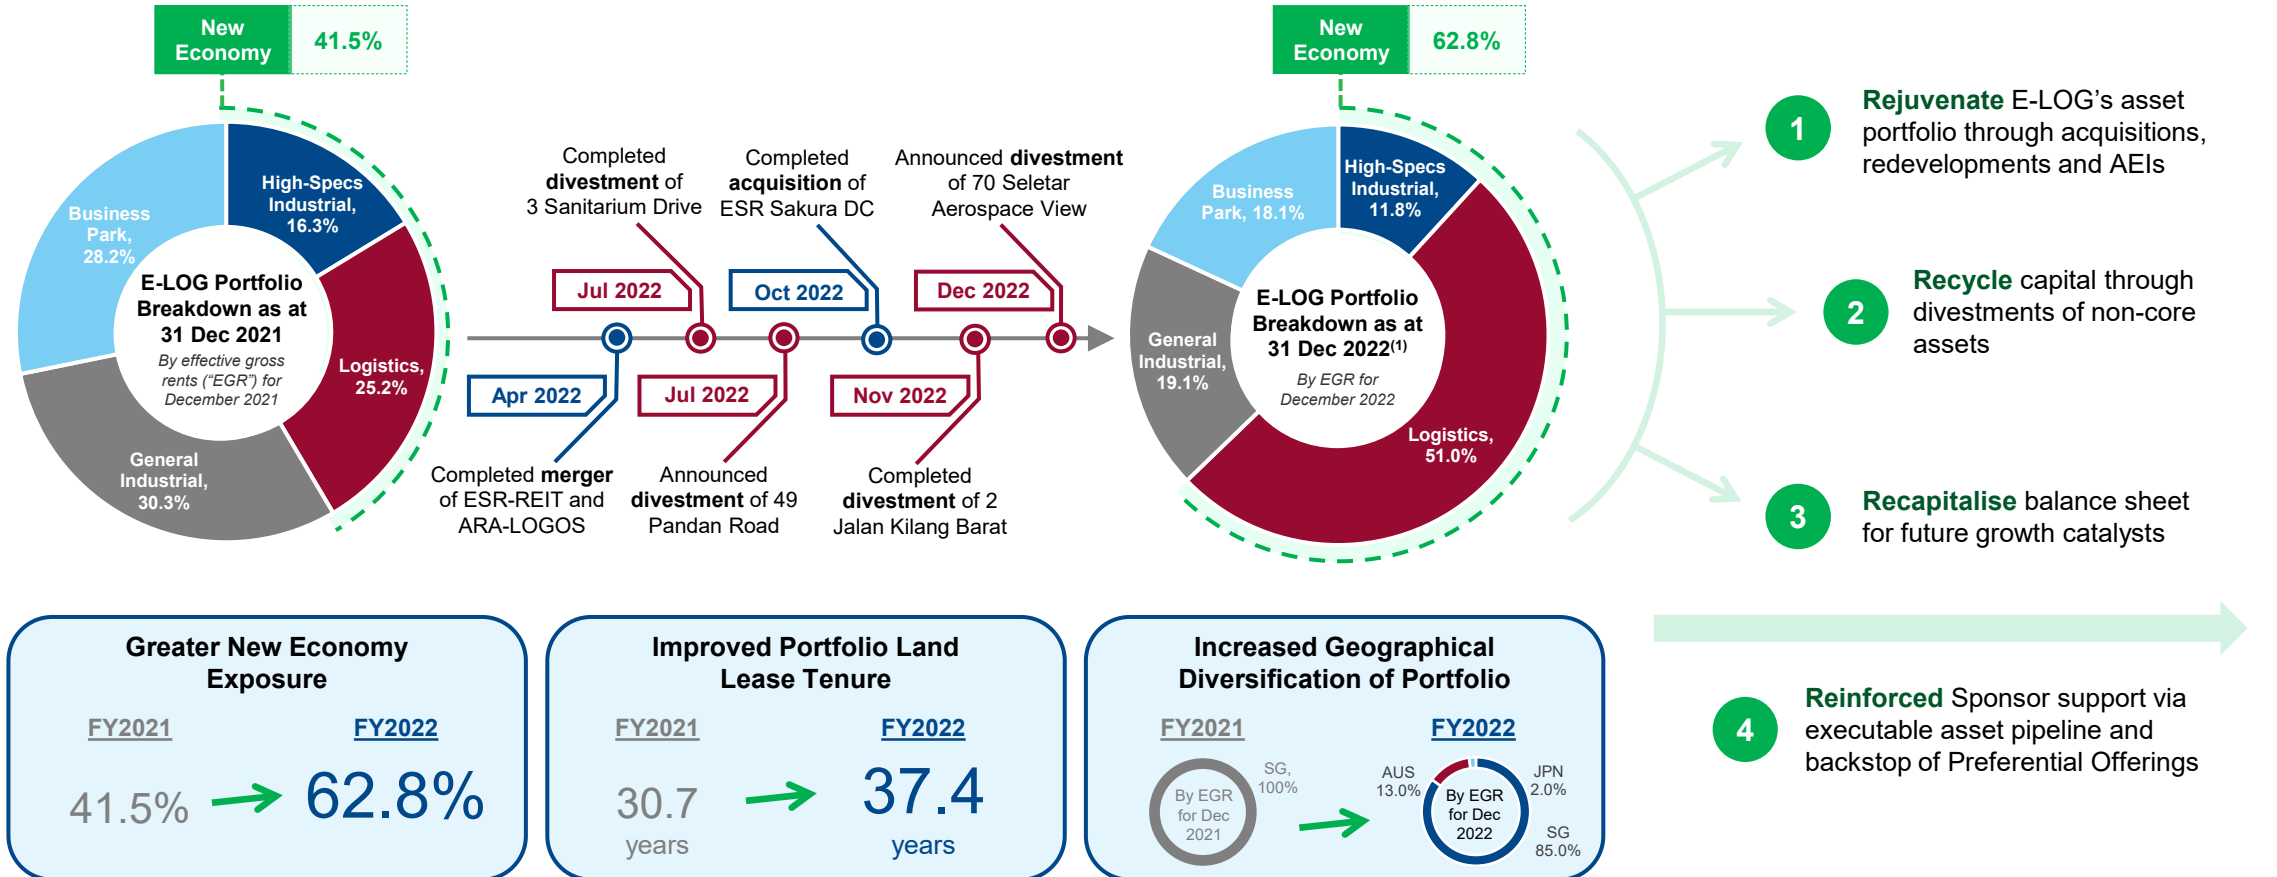 New
Economy
41.5%
High-Specs
Industrial,
16.3%
Business
Park,
28.2%
Logistics,
25.2%
General
Industrial,
30.3%
E-LOG Portfolio
Breakdown as at
31 Dec 2021
By effective gross
rents (“EGR”) for
December 2021
Completed
divestment of
3 Sanitarium Drive
Completed
acquisition of
ESR Sakura DC
Announced divestment
of 70 Seletar
Aerospace View
Jul 2022
Oct 2022
Dec 2022
Apr 2022
Jul 2022
Nov 2022
Completed merger
of ESR-REIT and
ARA-LOGOS
Announced
divestment of 49
Pandan Road
Completed
divestment of 2
Jalan Kilang Barat
New
Economy
62.8%
High-Specs
Industrial,
11.8%
Business
Park, 18.1%
General
Industrial,
19.1%
Logistics,
51.0%
E-LOG Portfolio
Breakdown as at
31 Dec 2022(1)
By EGR for
December 2022
1
Rejuvenate E-LOG’s asset
portfolio through acquisitions,
redevelopments and AEIs
2
Recycle capital through
divestments of non-core
assets
3
Recapitalise balance sheet
for future growth catalysts
4
Reinforced Sponsor support via
executable asset pipeline and
backstop of Preferential Offerings
Greater New Economy
Exposure
FY2021
FY2022
41.5%
62.8%
Improved Portfolio Land
Lease Tenure
FY2021
FY2022
30.7
years
37.4
years
Increased Geographical
Diversification of Portfolio
FY2021
FY2022
SG,
100%
By EGR
for Dec
2021
AUS
13.0%
JPN
2.0%
By EGR
for Dec
2022
SG
85.0%